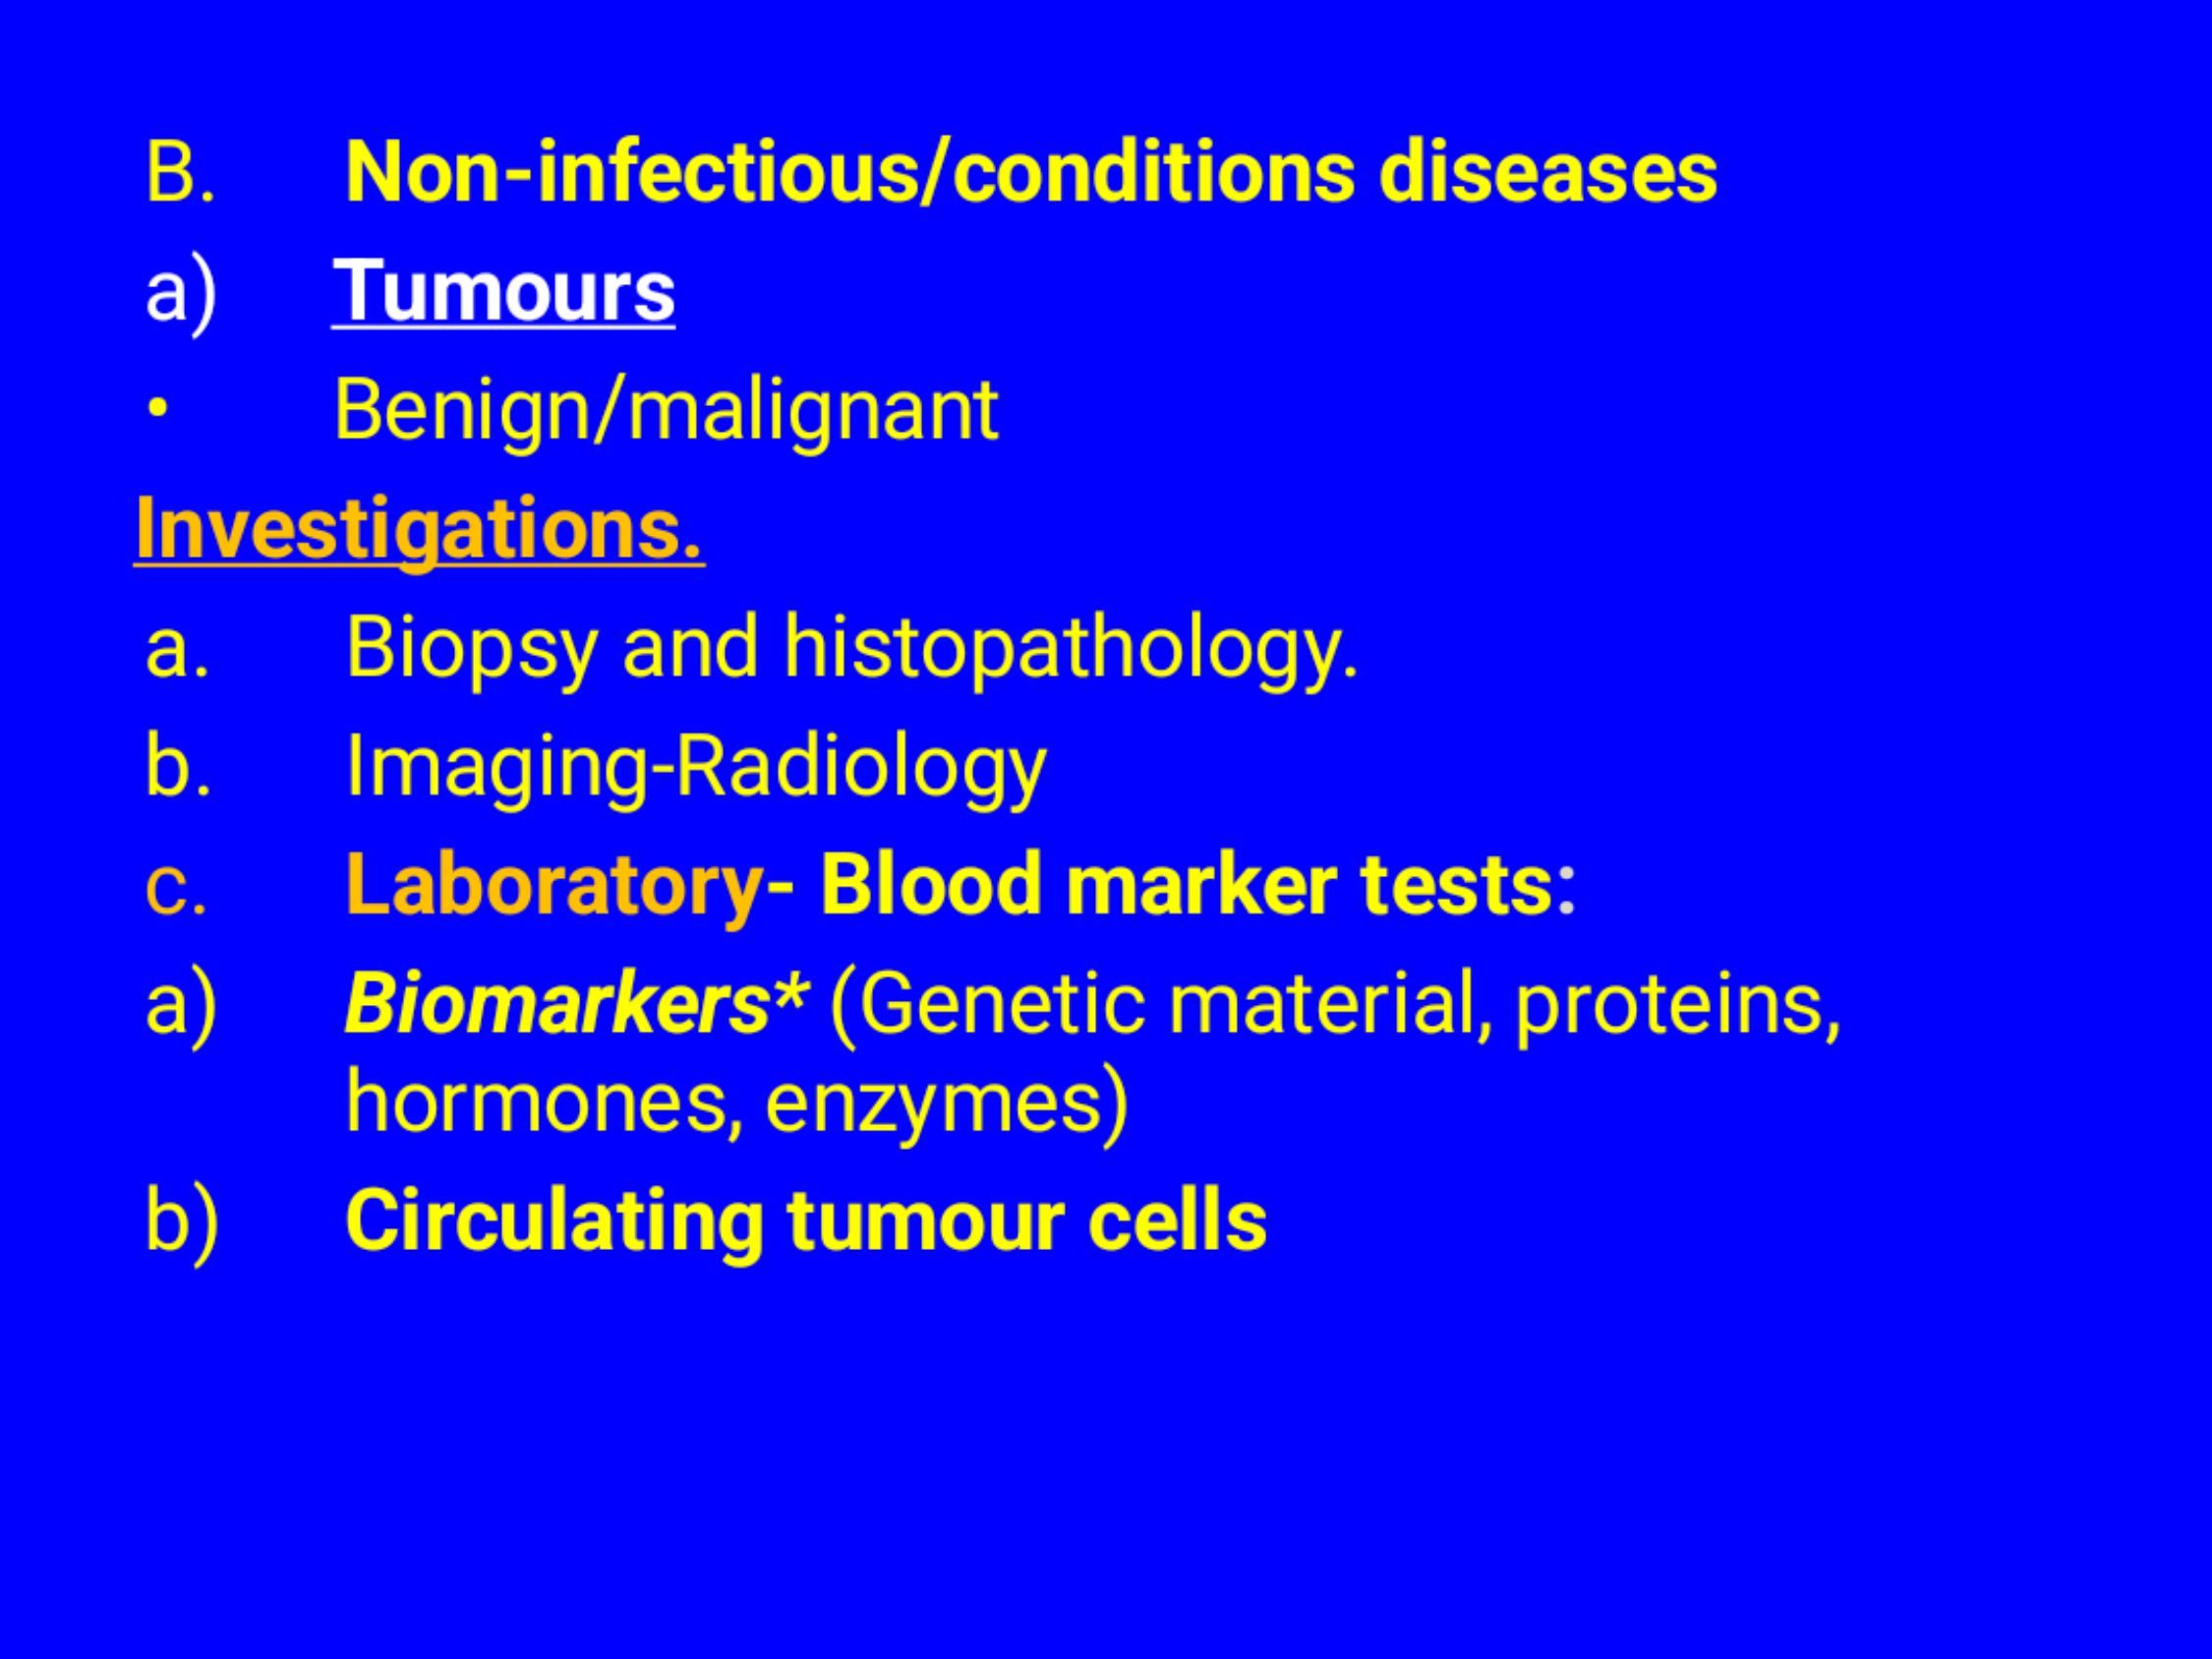 B. Non-infectious/conditions diseases
a) Tumours
• Benign/malignant
Investigations.
a. Biopsy and histopathology.
b. Imaging-Radiology
c. Laboratory- Blood marker tests:
a) Biomarkers* (Genetic material, proteins,
hormones, enzymes)
b) Circulating tumour cells